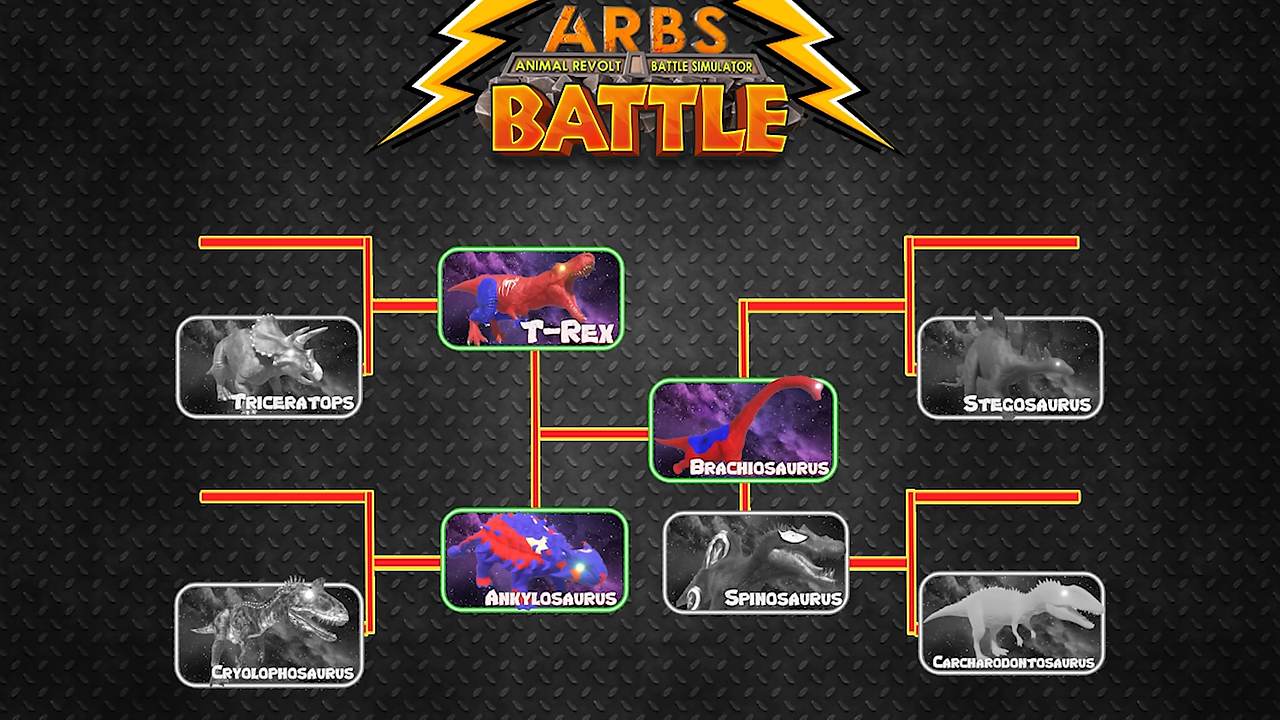 ARBS
ANIMAL REVOLT BATTLE SIMULATOR
BATTLE
T-REX
TRICERATOPS
STEGOSAURUS
BRACHIOSAURUS
ANKYLOSAURUS
SPINOSAURUS
CRYOLOPHOSAURUS
CARCHARODONTOSAURUS